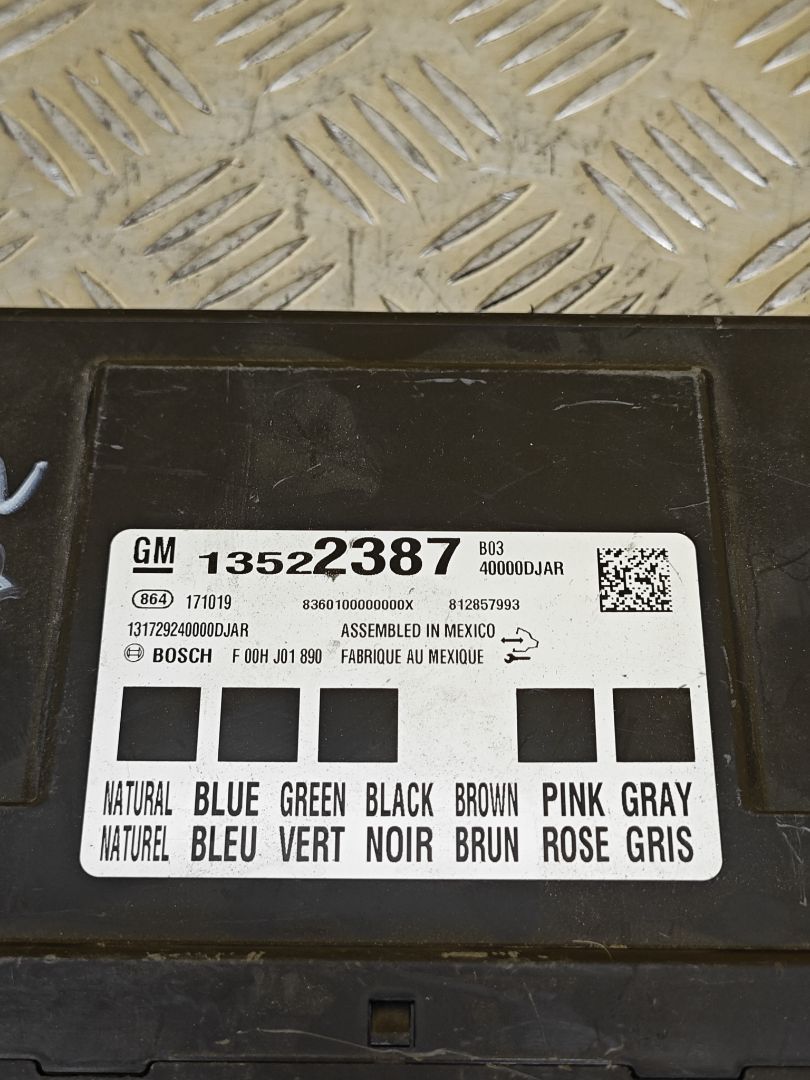 GM 13522387 B03
40000DJAR
864 171019 8360100000000X 812857993
131729240000DJAR ASSEMBLED IN MEXICO
BOSCH F 00H J01 890 FABRIQUE AU MEXIQUE
NATURAL BLUE GREEN BLACK BROWN PINK GRAY
NATUREL BLEU VERT NOIR BRUN ROSE GRIS